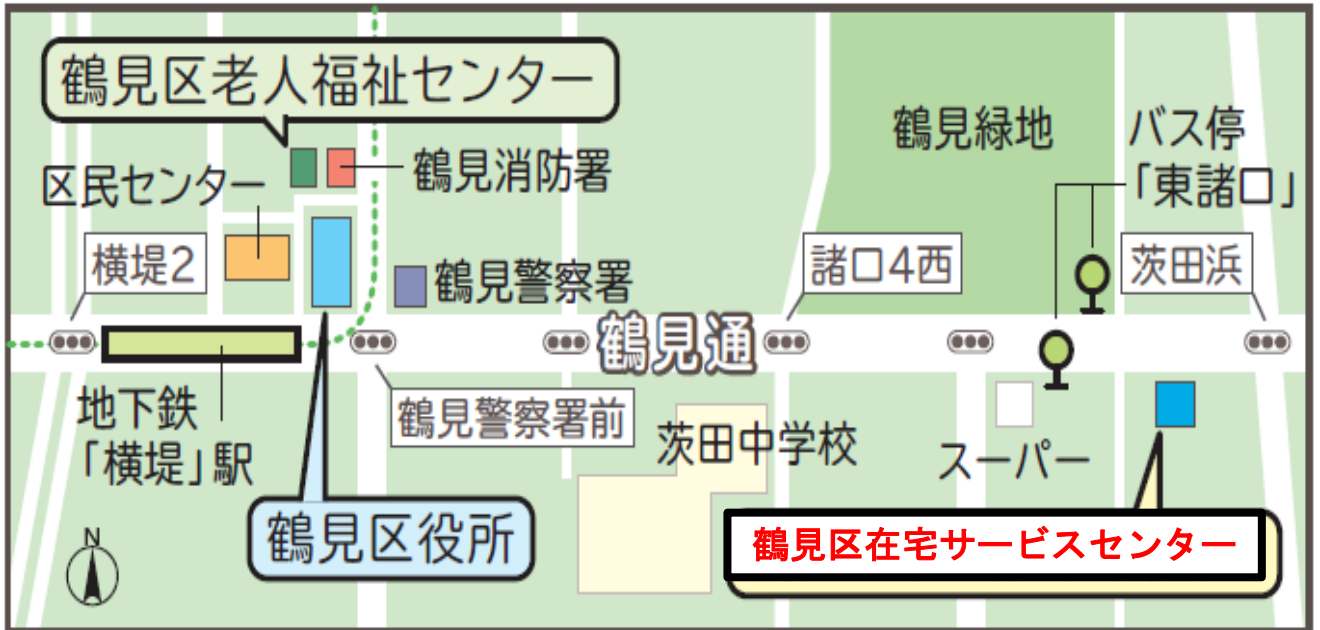 鶴見区老人福祉センター
鶴見緑地
バス停
「東諸口」
区民センター
鶴見消防署
横堤2
鶴見警察署
諸口4西
茨田浜
鶴見通
地下鉄
「横堤」駅
鶴見警察署前
茨田中学校
スーパー
鶴見区役所
鶴見区在宅サービスセンター
N